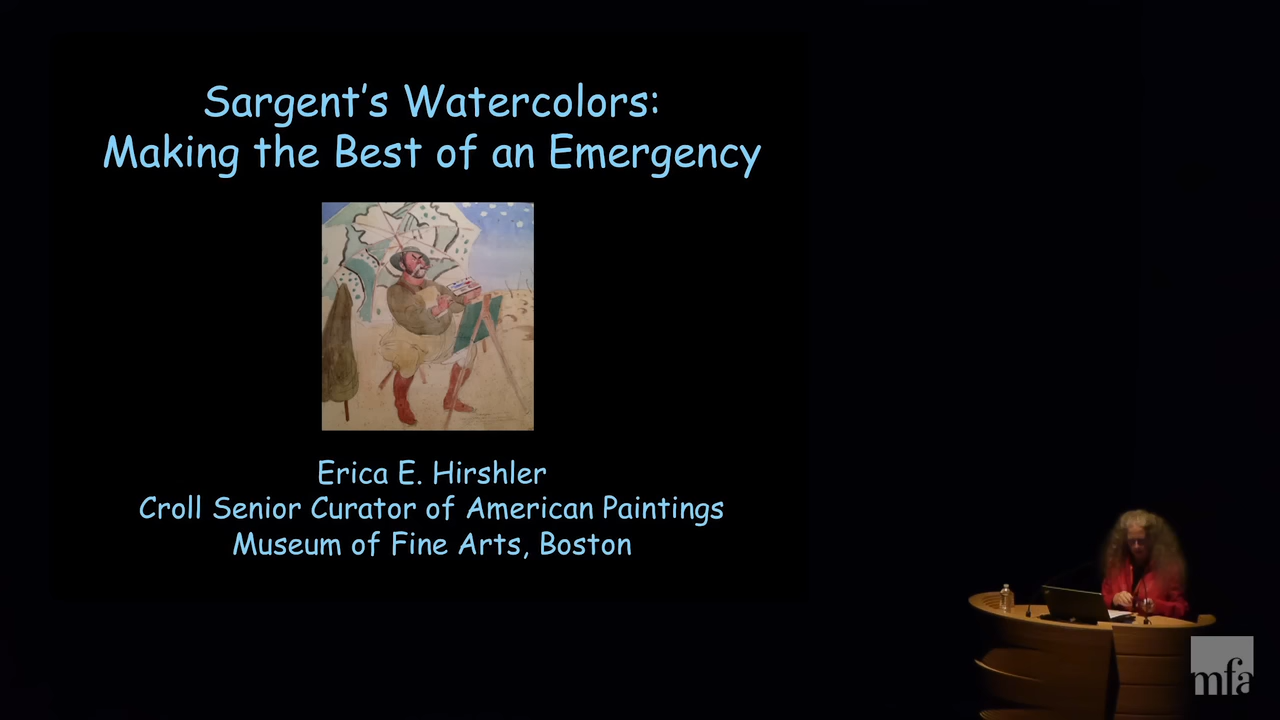 Sargent's Watercolors:
Making the Best of an Emergency
Erica E. Hirshler
Croll Senior Curator of American Paintings
Museum of Fine Arts, Boston
mfa